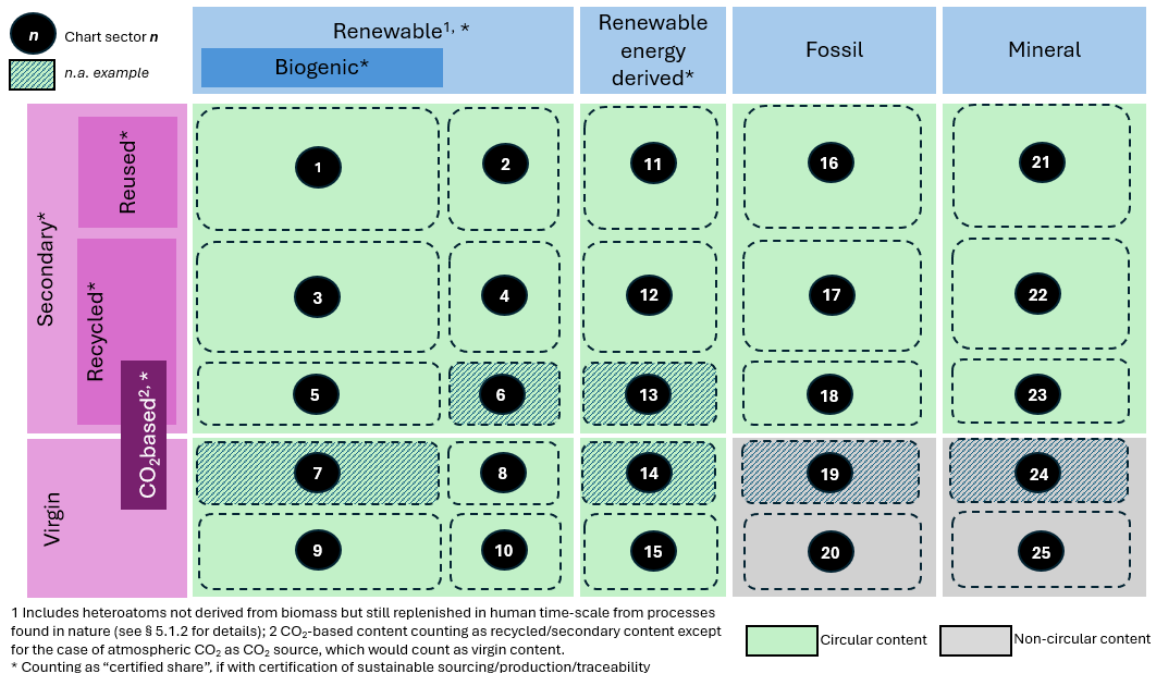 n Chart sector n
n.a. example
Renewable1, *
Biogenic*
Renewable
energy
derived*
Fossil
Mineral
Secondary*
Reused*
Recycled*
CO2based2, *
Virgin
1
2
11
16
21
3
4
12
17
22
5
6
13
18
23
7
8
14
19
24
9
10
15
20
25
1 Includes heteroatoms not derived from biomass but still replenished in human time-scale from processes
found in nature (see § 5.1.2 for details); 2 CO2-based content counting as recycled/secondary content except
for the case of atmospheric CO2 as CO2 source, which would count as virgin content.
* Counting as “certified share”, if with certification of sustainable sourcing/production/traceability
Circular content
Non-circular content